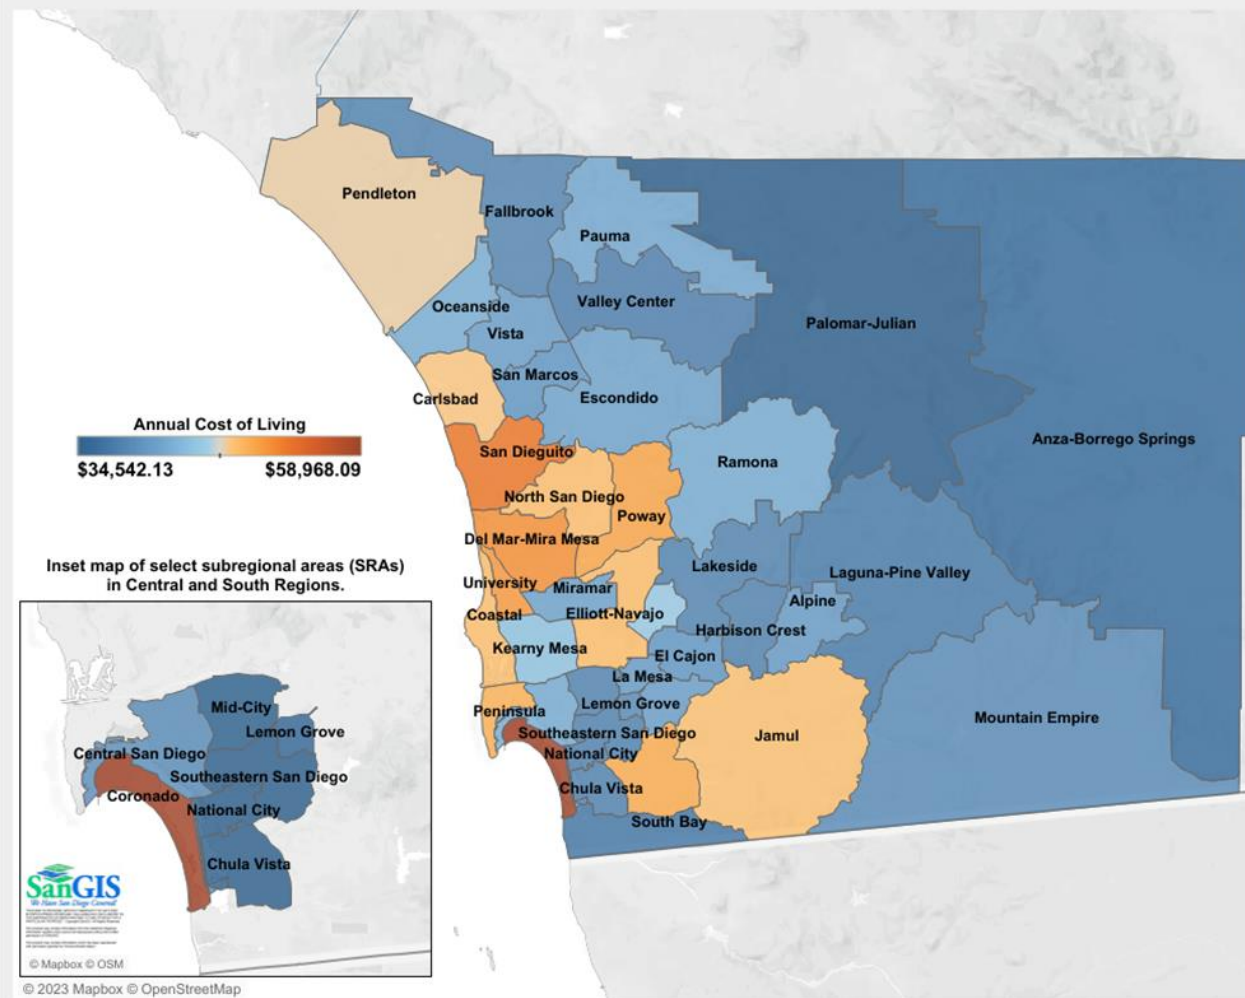 Pendleton
Fallbrook
Pauma
Oceanside
Valley Center
Vista
Palomar-Julian
San Marcos
Carlsbad
Escondido
Annual Cost of Living
$34,542.13 $58,968.09
Anza-Borrego Springs
San Dieguito
Ramona
North San Diego
Poway
Del Mar-Mira Mesa
Inset map of select subregional areas (SRAs)
in Central and South Regions.
Lakeside
Laguna-Pine Valley
University
Miramar
Alpine
Coastal
Elliott-Navajo
Harbison Crest
Kearny Mesa
El Cajon
La Mesa
Lemon Grove
Peninsula
Mountain Empire
Southeastern San Diego
Jamul
National City
Chula Vista
South Bay
Mid-City
Lemon Grove
Central San Diego
Southeastern San Diego
Coronado
National City
Chula Vista
SanGIS
We Have San Diego Covered!
© Mapbox © OSM
© 2023 Mapbox © OpenStreetMap